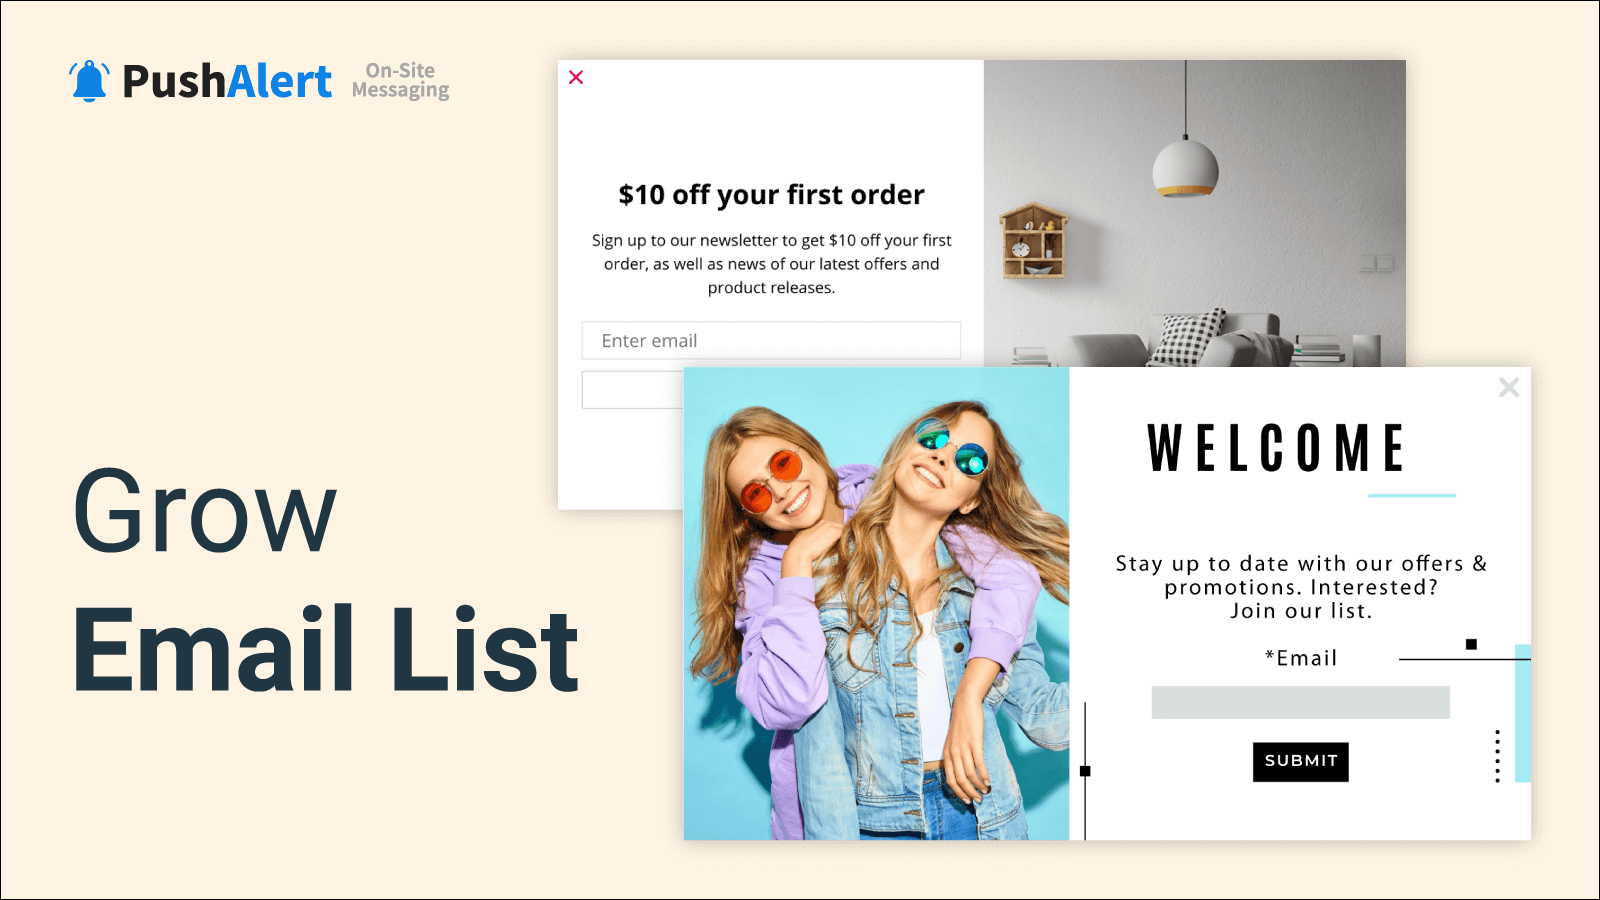 PushAlert
On-Site
Messaging
Grow
Email List
$10 off your first order
Sign up to our newsletter to get $10 off your first
order, as well as news of our latest offers and
product releases.
Enter email
WELCOME
Stay up to date with our offers &
promotions. Interested?
Join our list.
*Email
SUBMIT